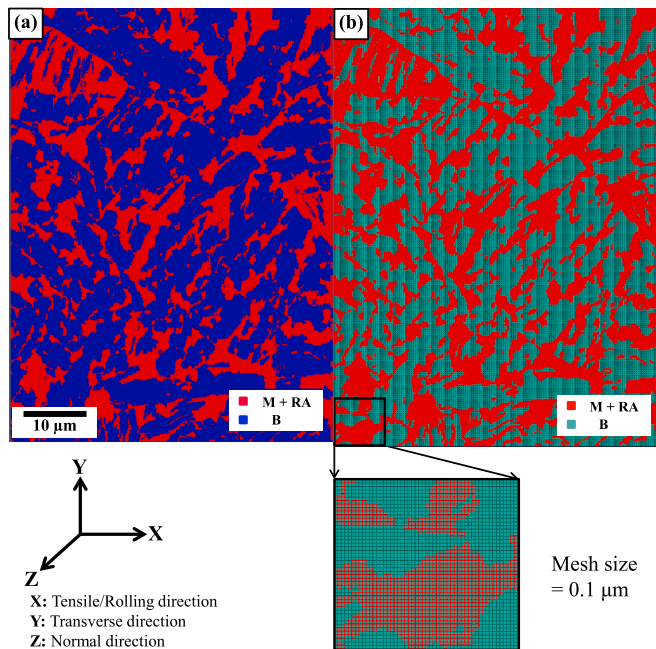 (a)
(b)
M + RA
B
10 µm
M + RA
B
Y
X
Z
X: Tensile/Rolling direction
Y: Transverse direction
Z: Normal direction
Mesh size
= 0.1 µm